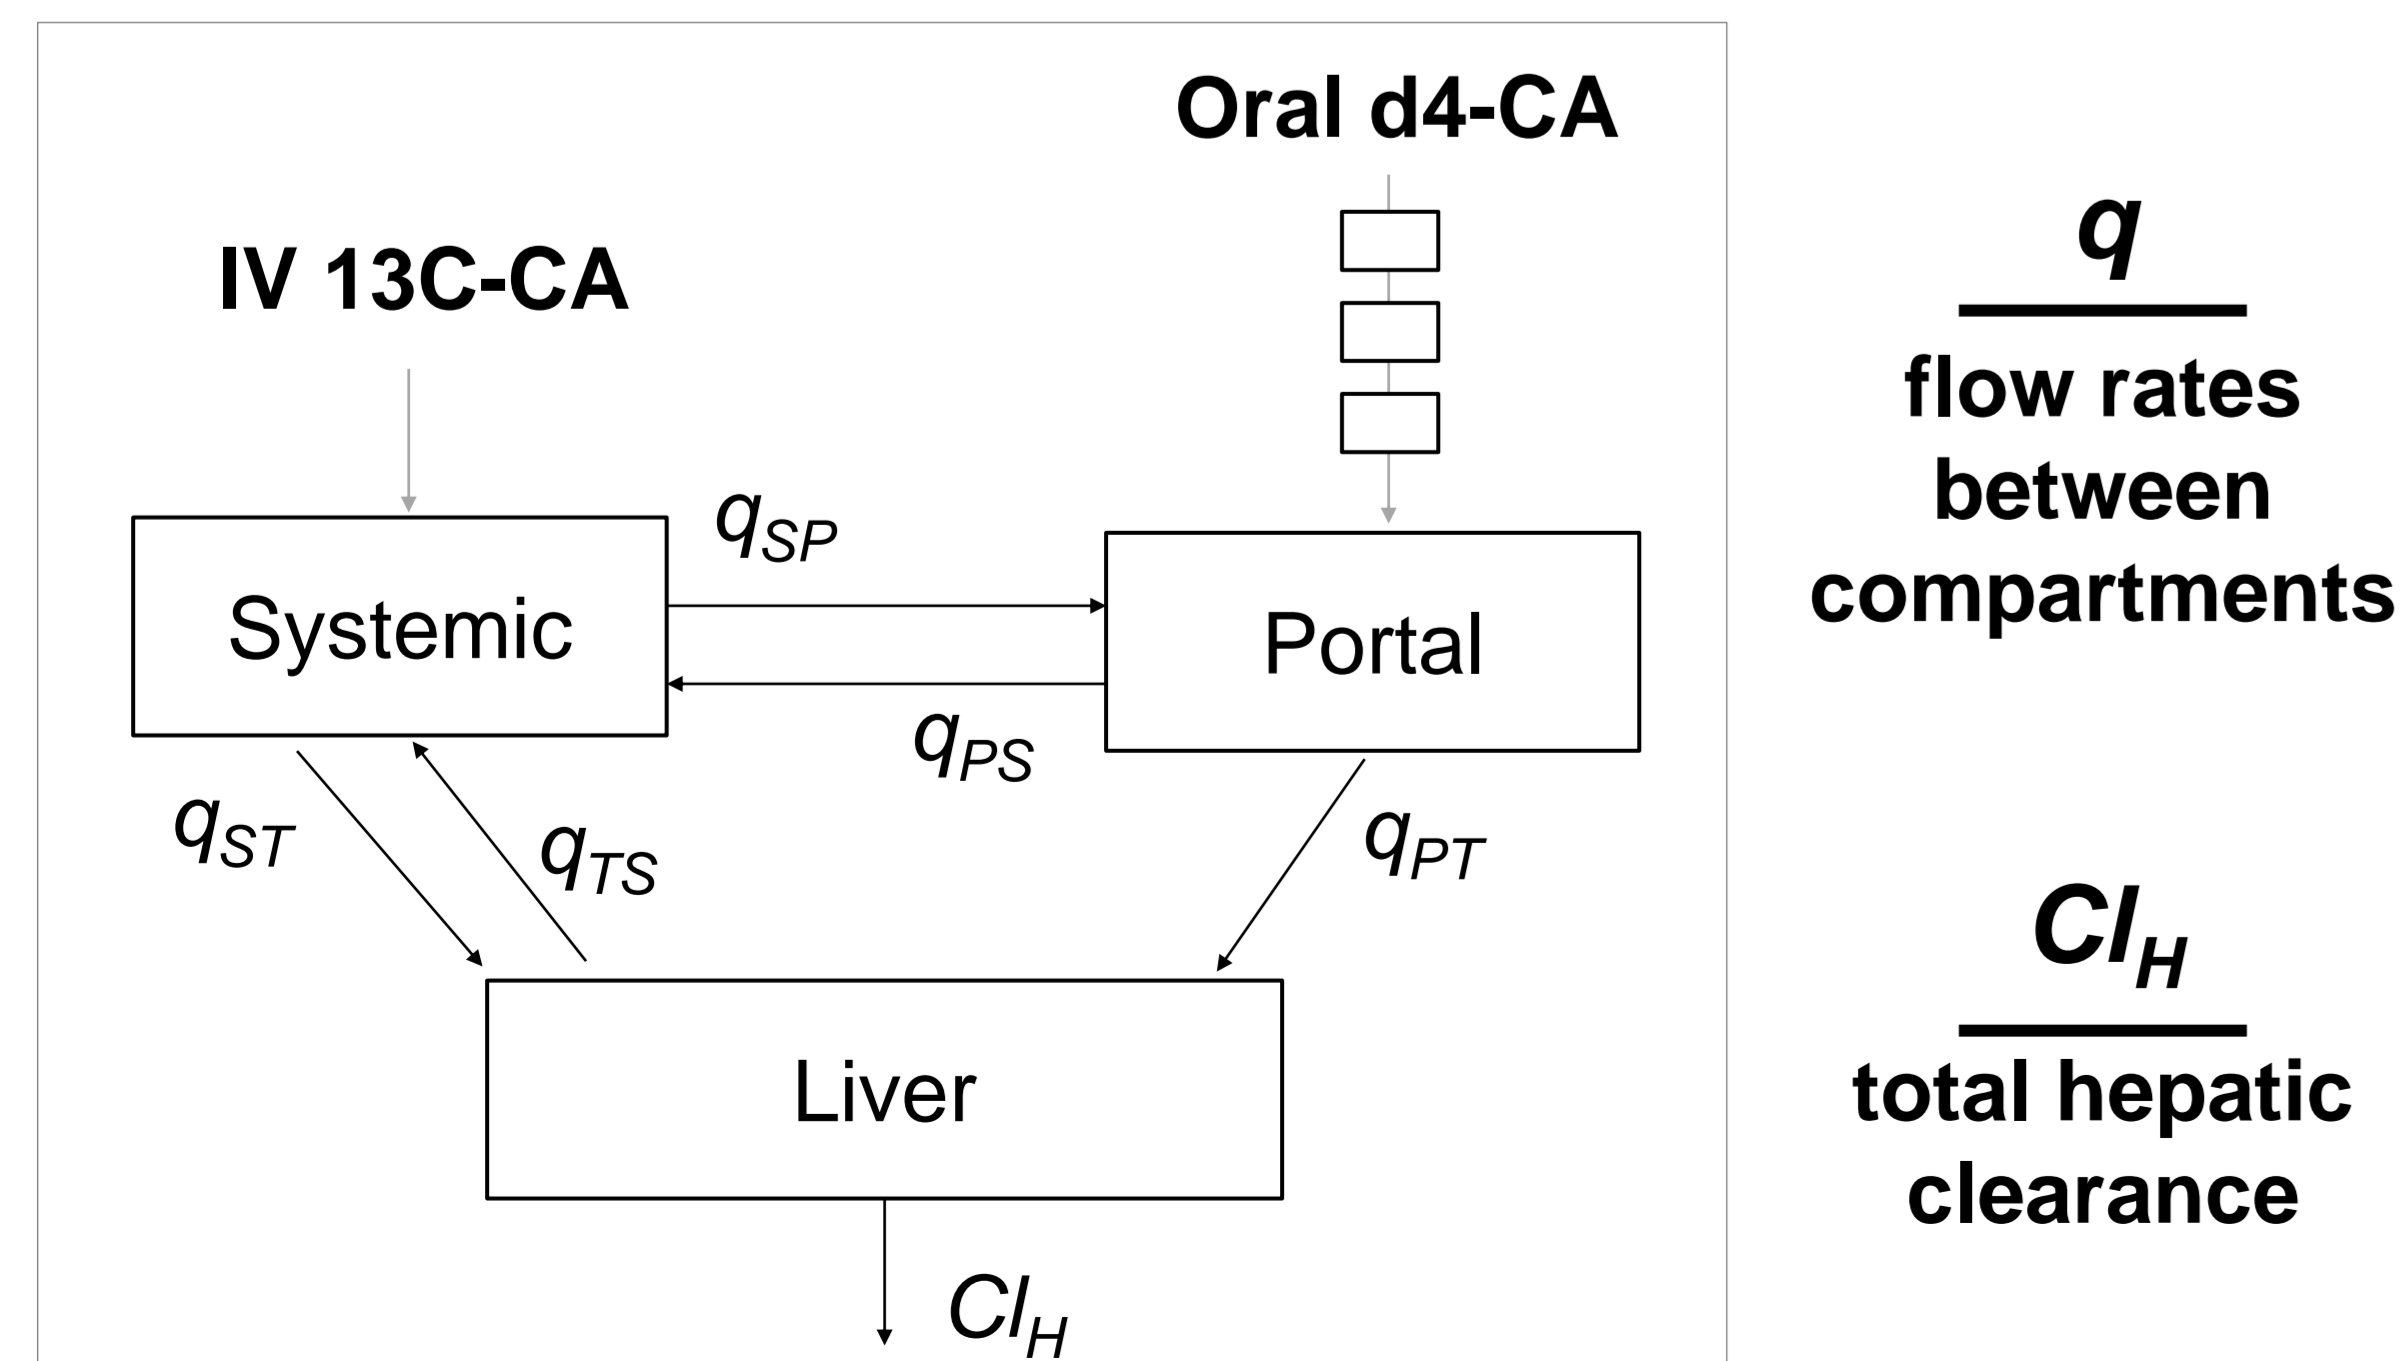 Oral d4-CA
IV 13C-CA
qSP
Systemic
Portal
qPS
qST
qTS
qPT
Liver
ClH
q
flow rates
between
compartments
ClH
total hepatic
clearance